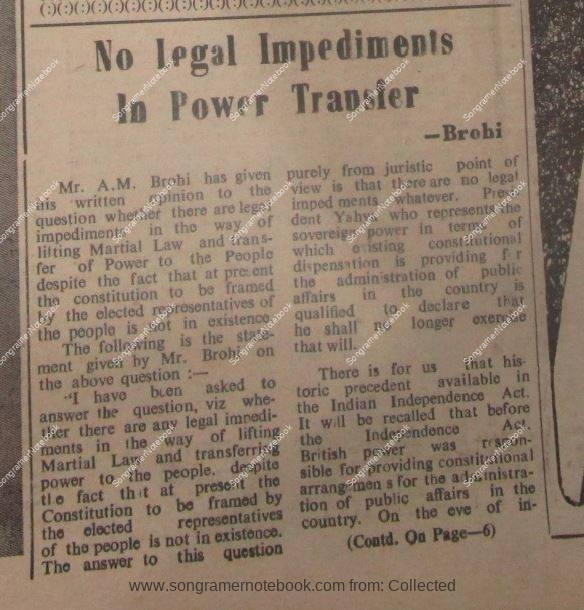 No Legal Impediments
In Power Transfer
—Brohi
Mr. A.M. Brohi has given
his written opinion to the
question whether there are legal
impediments in the way of
lifting Martial Law and trans-
fer of Power to the People
despite the fact that at present
the constitution to be framed
by the elected representatives of
the people is not in existence.
The following is the state-
ment given by Mr. Brohi on
the above question :—
"I have been asked to
answer the question, viz whe-
ther there are any legal impedi-
ments in the way of lifting
Martial Law and transferring
power to the people. despite
the fact that at present the
Constitution to be framed by
the elected representatives
of the people is not in existence.
The answer to this question
purely from juristic point of
view is that there are no legal
impediments whatever. Presi-
dent Yahya who represents the
sovereign power in terms of
which existing constitutional
dispensation is providing for
the administration of public
affairs in the country is
qualified to declare that
he shall no longer exercise
that will.
There is for us that his-
toric precedent available in
the Indian Independence Act.
It will be recalled that before
the Independence Act.
British power was respon-
sible for providing constitutional
arrangements for the administra-
tion of public affairs in the
country. On the eve of in-
(Contd. On Page—6)
SongramerNotebook
www.songramernotebook.com from: Collected